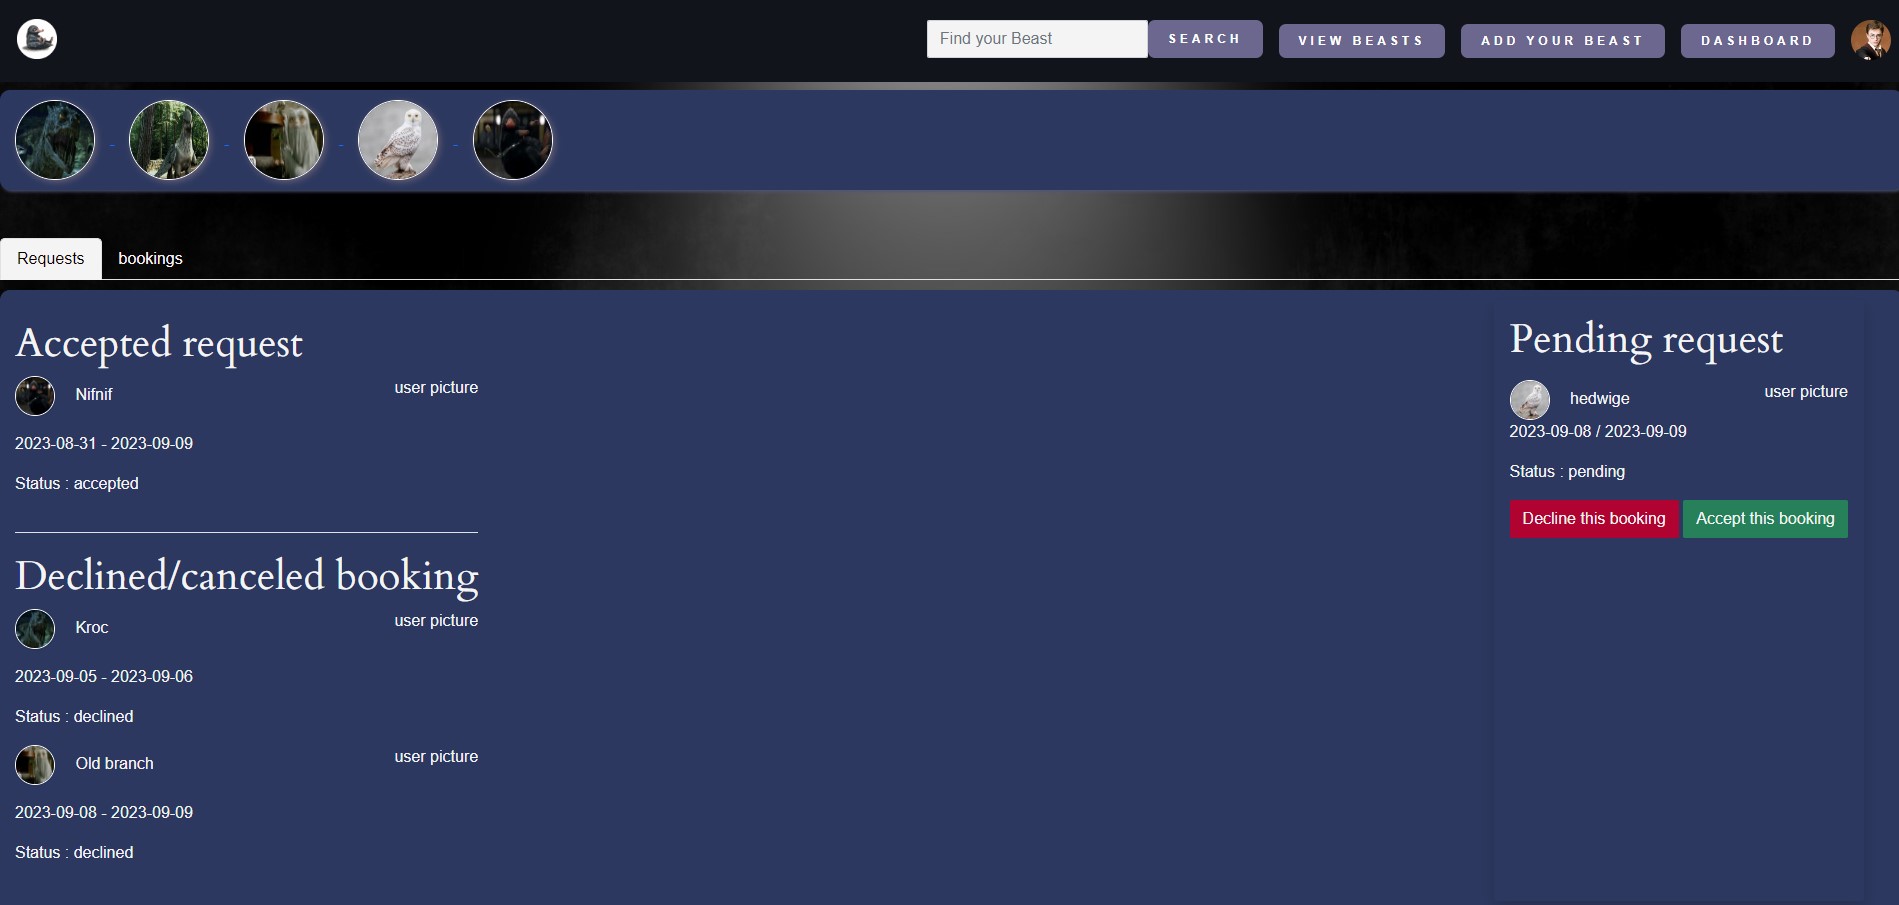 Find your Beast
SEARCH
VIEW BEASTS
ADD YOUR BEAST
DASHBOARD
- - - -
Requests
bookings
Accepted request
Nifnif
user picture
2023-08-31 - 2023-09-09
Status : accepted
Declined/canceled booking
Kroc
user picture
2023-09-05 - 2023-09-06
Status : declined
Old branch
user picture
2023-09-08 - 2023-09-09
Status : declined
Pending request
hedwige
user picture
2023-09-08 / 2023-09-09
Status : pending
Decline this booking
Accept this booking